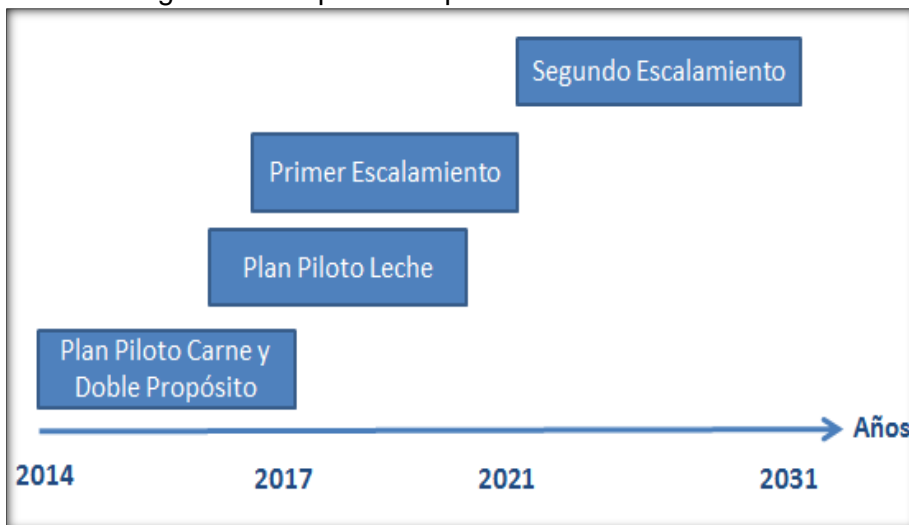 Segundo Escalamiento
Primer Escalamiento
Plan Piloto Leche
Plan Piloto Carne y
Doble Propósito
Años
2014 2017 2021 2031